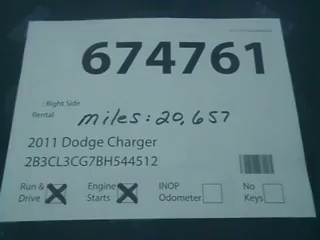 674761
: Right Side
Rental
miles: 20,657
2011 Dodge Charger
2B3CL3CG7BH544512
Run & Drive
Engine Starts
INOP Odometer
No Keys